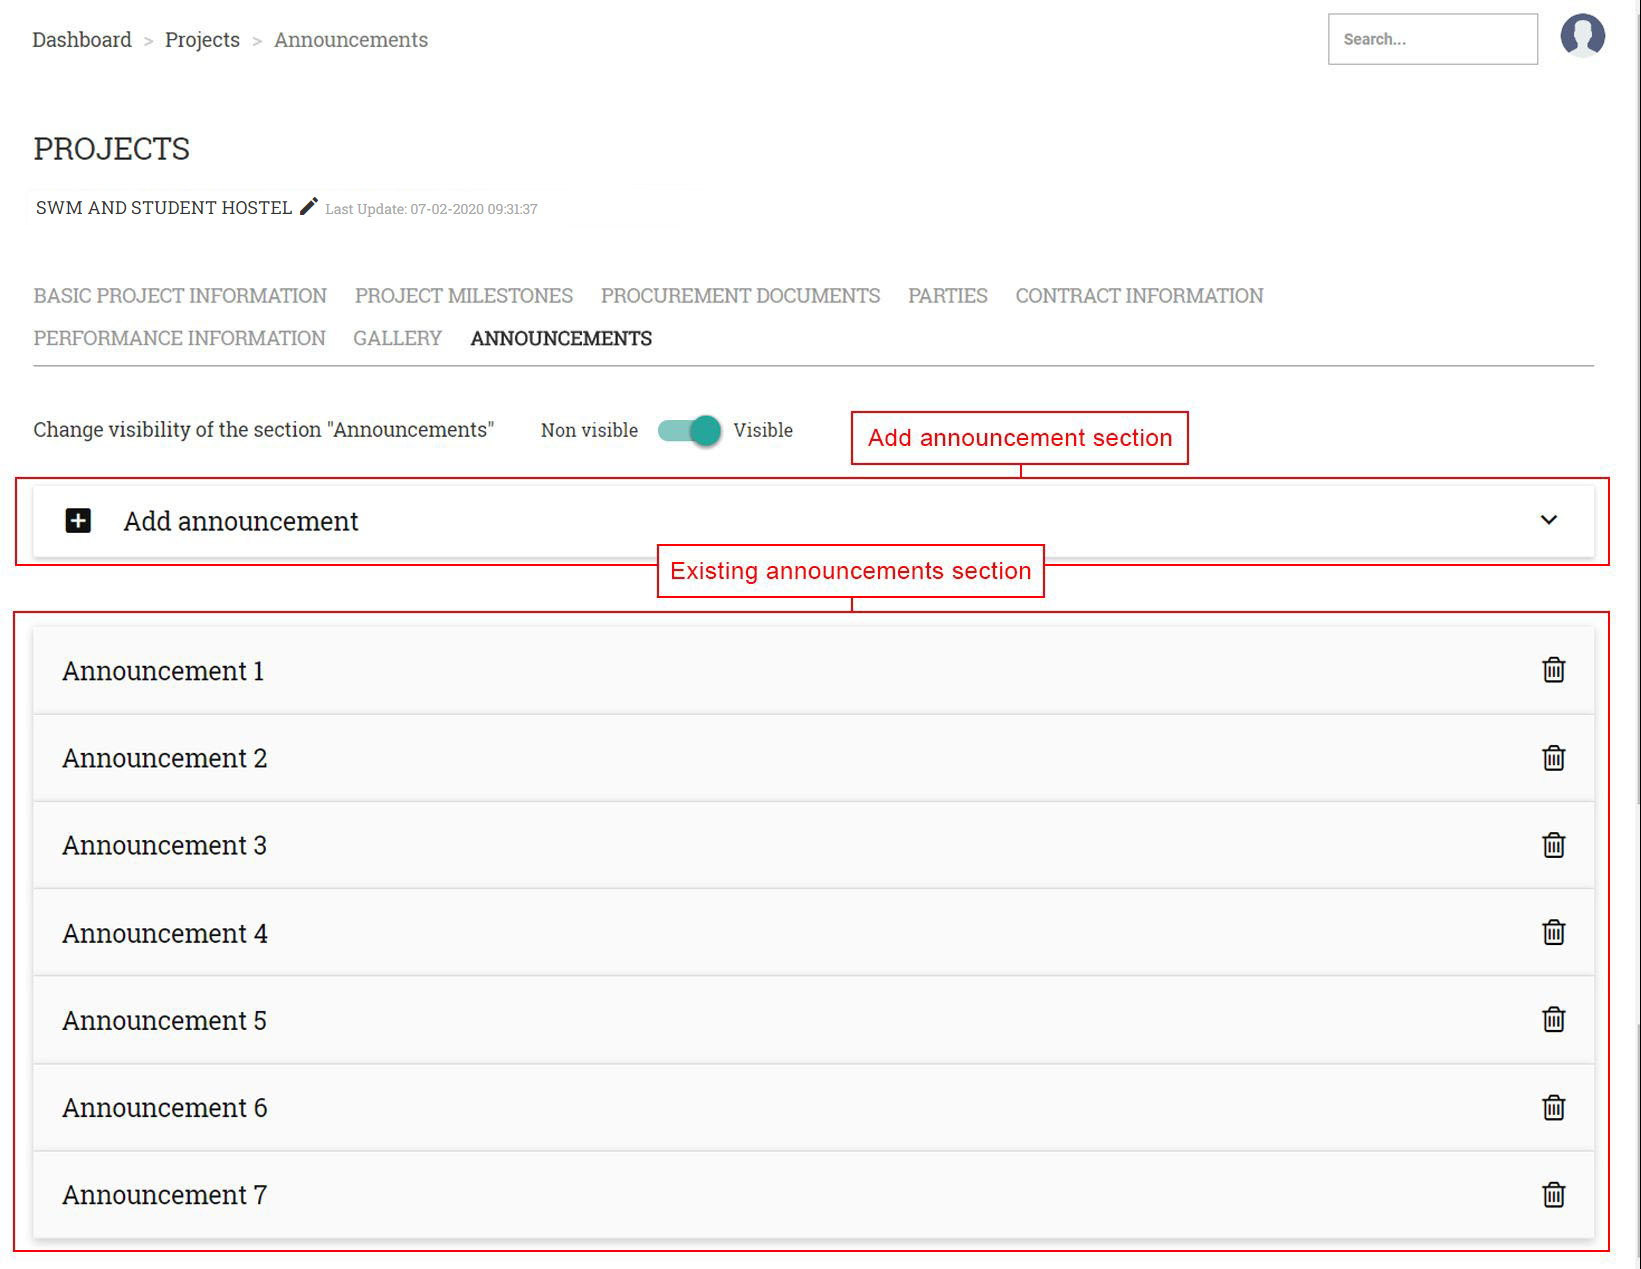 Dashboard > Projects > Announcements
Search...
PROJECTS
SWM AND STUDENT HOSTEL Last Update: 07-02-2020 09:31:37
BASIC PROJECT INFORMATION PROJECT MILESTONES PROCUREMENT DOCUMENTS PARTIES CONTRACT INFORMATION
PERFORMANCE INFORMATION GALLERY ANNOUNCEMENTS
Change visibility of the section "Announcements" Non visible Visible
Add announcement section
Add announcement
Existing announcements section
Announcement 1
Announcement 2
Announcement 3
Announcement 4
Announcement 5
Announcement 6
Announcement 7